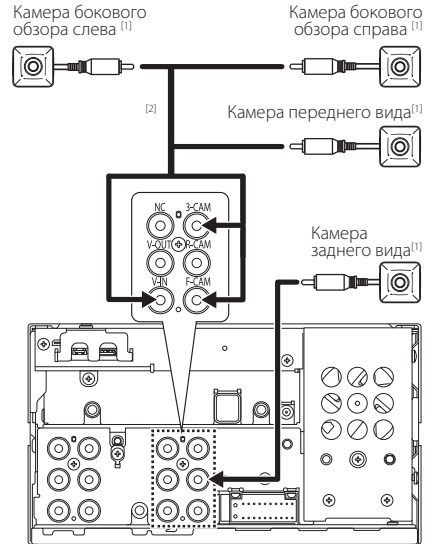 Камера бокового
обзора слева [1]
Камера бокового
обзора справа [1]
[2]
Камера переднего вида[1]
NC 3-CAM
V-OUT R-CAM
V-IN F-CAM
Камера
заднего вида[1]